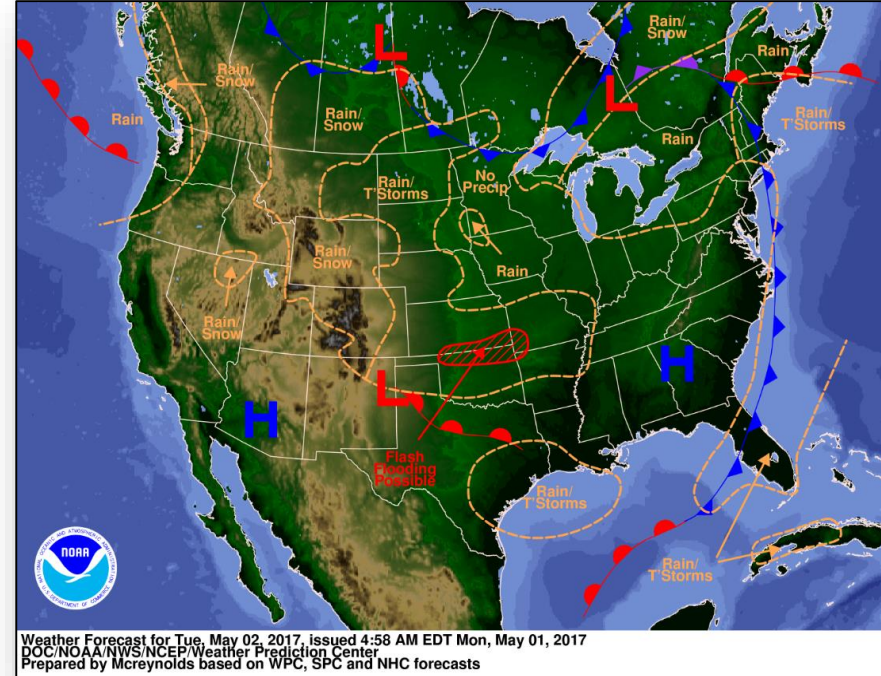 Rain/
Snow
L
Rain/
Snow
Rain
Rain/
Snow
Rain
L
Rain/
T'Storms
Rain
No
Precip
Rain/
T'Storms
Rain/
Snow
Rain
Rain/
Snow
H
L
H
Flash
Flooding
Possible
Rain/
T'Storms
NOAA
Rain/
T'Storms
Weather Forecast for Tue, May 02, 2017, issued 4:58 AM EDT Mon, May 01, 2017
DOC/NOAA/NWS/NCEP/Weather Prediction Center
Prepared by Mcreynolds based on WPC, SPC and NHC forecasts